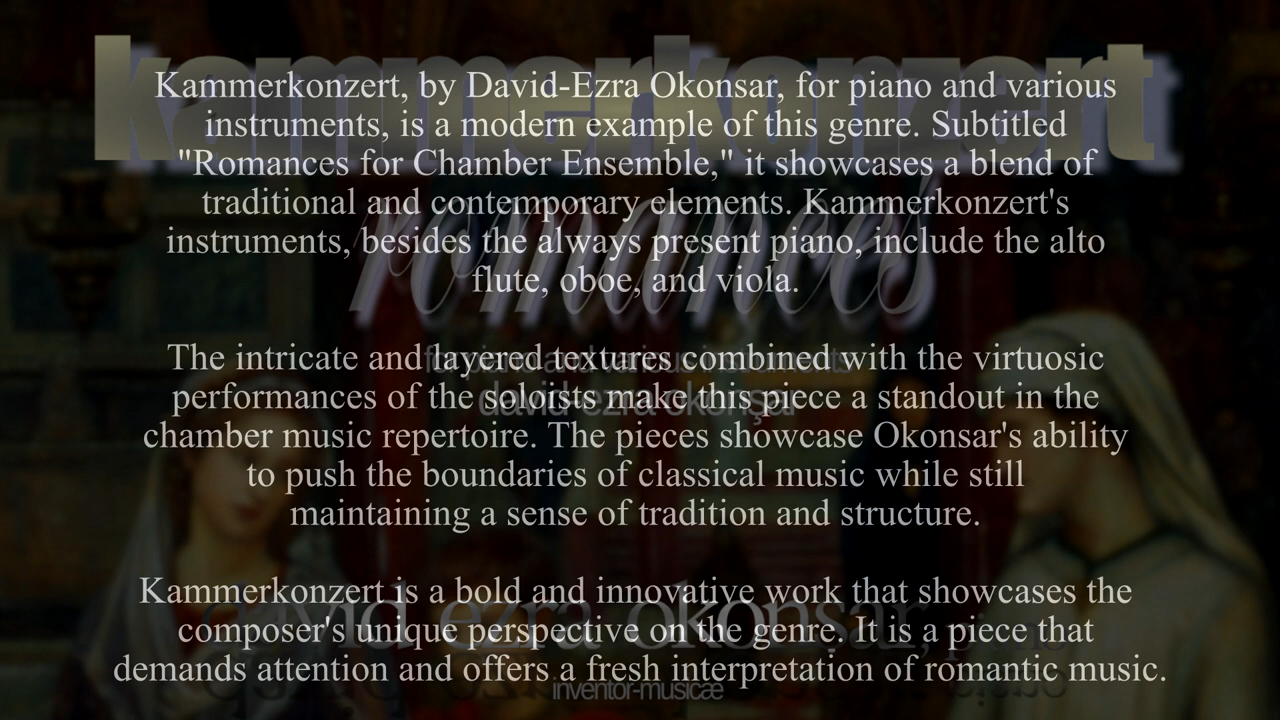 kammerkonzert
Kammerkonzert, by David-Ezra Okonsar, for piano and various
instruments, is a modern example of this genre. Subtitled
"Romances for Chamber Ensemble," it showcases a blend of
traditional and contemporary elements. Kammerkonzert's
instruments, besides the always present piano, include the alto
flute, oboe, and viola.
romances
The intricate and layered textures combined with the virtuosic
performances of the soloists make this piece a standout in the
david ezra okonşar
chamber music repertoire. The pieces showcase Okonsar's ability
to push the boundaries of classical music while still
maintaining a sense of tradition and structure.
Kammerkonzert is a bold and innovative work that showcases the
composer's unique perspective on the genre. It is a piece that
david ezra okonşar,
demands attention and offers a fresh interpretation of romantic music.
inventor-musicæ